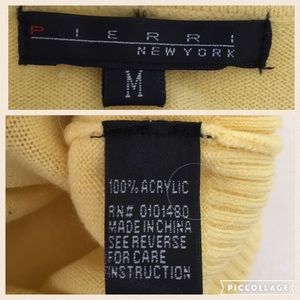 PIERRI
NEW YORK
M
100% ACRYLIC
RN# 0101480
MADE IN CHINA
SEE REVERSE
FOR CARE
INSTRUCTION
PICCOLLAGE